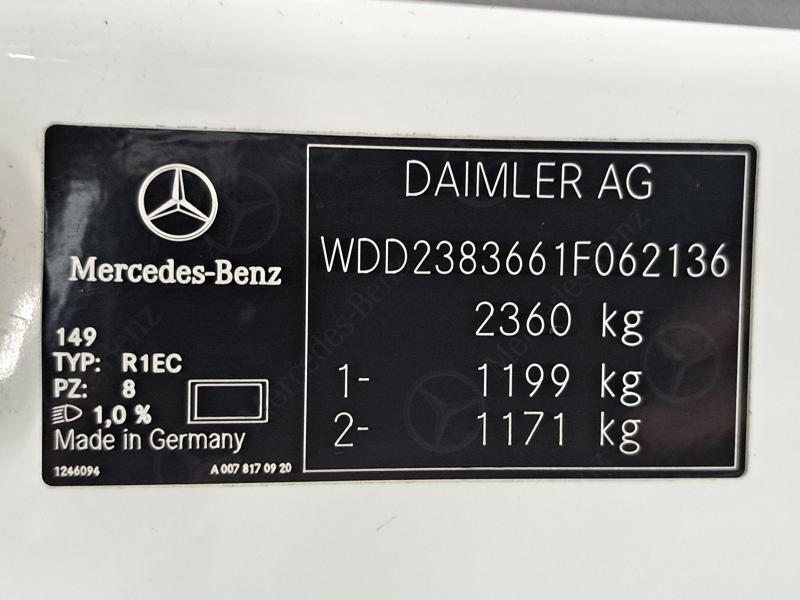 Mercedes-Benz
149
TYP: R1EC
PZ: 8
1,0 %
Made in Germany
1246094 A 007 817 09 20
DAIMLER AG
WDD2383661F062136
2360 kg
1- 1199 kg
2- 1171 kg